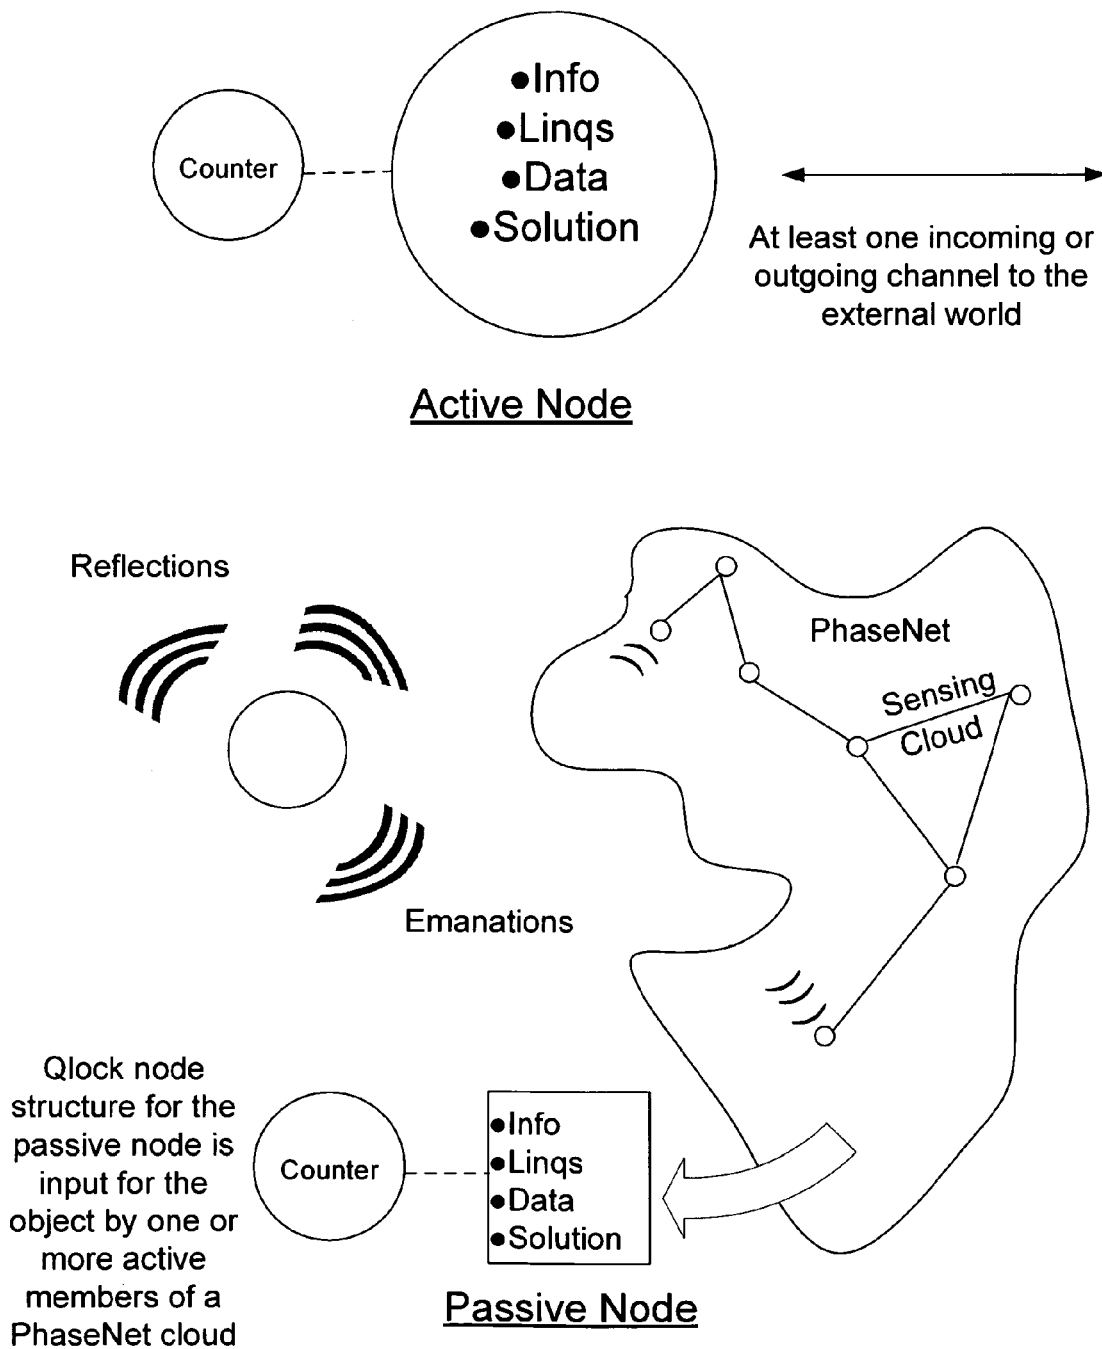 Counter
●Info
●Linqs
●Data
●Solution
At least one incoming or
outgoing channel to the
external world
Active Node
Reflections
Emanations
PhaseNet
Sensing
Cloud
Qlock node
structure for the
passive node is
input for the
object by one or
more active
members of a
PhaseNet cloud
Counter
●Info
●Linqs
●Data
●Solution
Passive Node